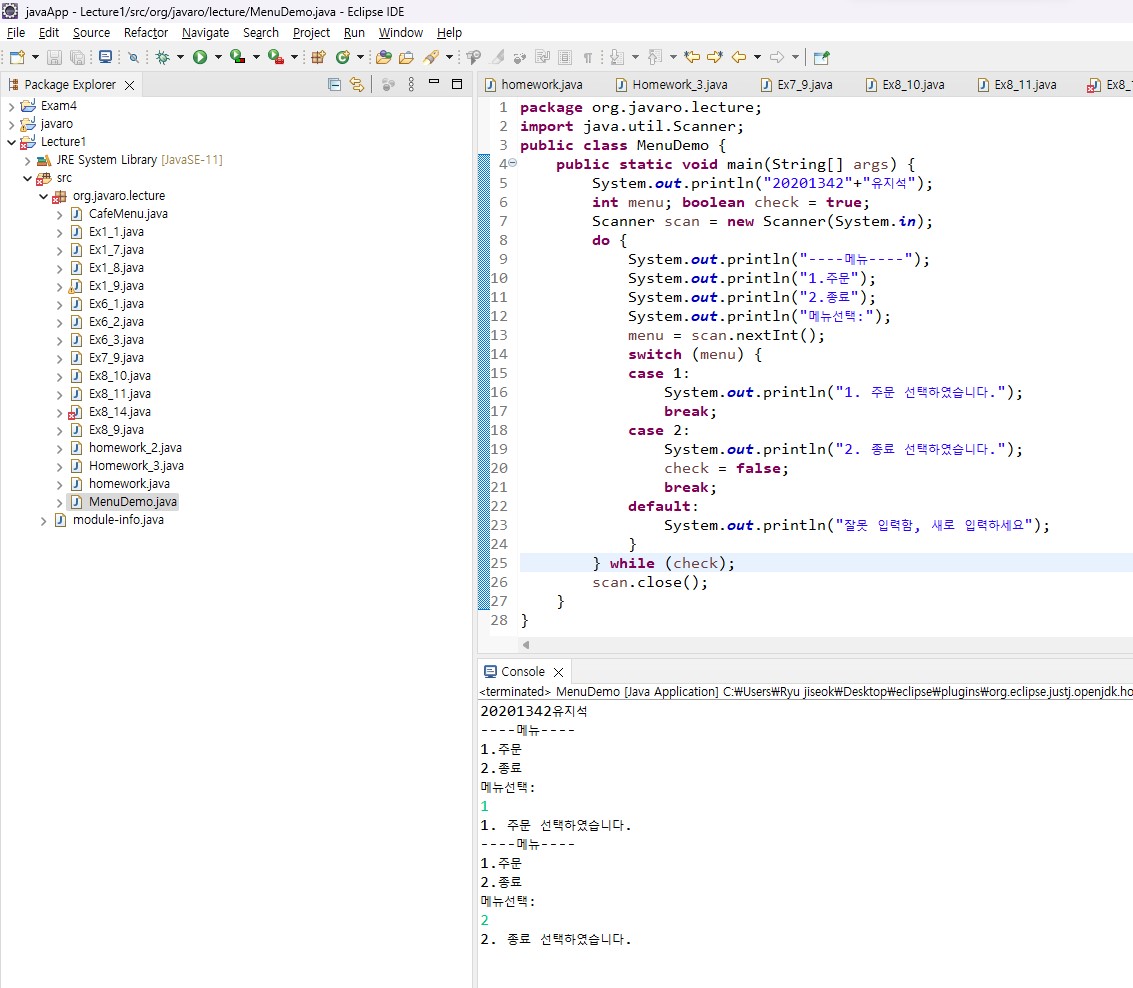 javaApp - Lecture1/src/org/javaro/lecture/MenuDemo.java - Eclipse IDE
File Edit Source Refactor Navigate Search Project Run Window Help
Package Explorer
Exam4
javaro
Lecture1
JRE System Library [JavaSE-11]
src
org.javaro.lecture
CafeMenu.java
Ex1_1.java
Ex1_7.java
Ex1_8.java
Ex1_9.java
Ex6_1.java
Ex6_2.java
Ex6_3.java
Ex7_9.java
Ex8_10.java
Ex8_11.java
Ex8_14.java
Ex8_9.java
homework_2.java
Homework_3.java
homework.java
MenuDemo.java
module-info.java
homework.java Homework_3.java Ex7_9.java Ex8_10.java Ex8_11.java Ex8_
1 package org.javaro.lecture;
2 import java.util.Scanner;
3 public class MenuDemo {
4 public static void main(String[] args) {
5 System.out.println("20201342"+"유지석");
6 int menu; boolean check = true;
7 Scanner scan = new Scanner(System.in);
8 do {
9 System.out.println("----메뉴----");
10 System.out.println("1.주문");
11 System.out.println("2.종료");
12 System.out.println("메뉴선택:");
13 menu = scan.nextInt();
14 switch (menu) {
15 case 1:
16 System.out.println("1. 주문 선택하였습니다.");
17 break;
18 case 2:
19 System.out.println("2. 종료 선택하였습니다.");
20 check = false;
21 break;
22 default:
23 System.out.println("잘못 입력함, 새로 입력하세요");
24 }
25 } while (check);
26 scan.close();
27 }
28 }
Console
<terminated> MenuDemo [Java Application] C:₩Users₩Ryu jiseok₩Desktop₩eclipse₩plugins₩org.eclipse.justj.openjdk.ho
20201342유지석
----메뉴----
1.주문
2.종료
메뉴선택:
1
1. 주문 선택하였습니다.
----메뉴----
1.주문
2.종료
메뉴선택:
2
2. 종료 선택하였습니다.